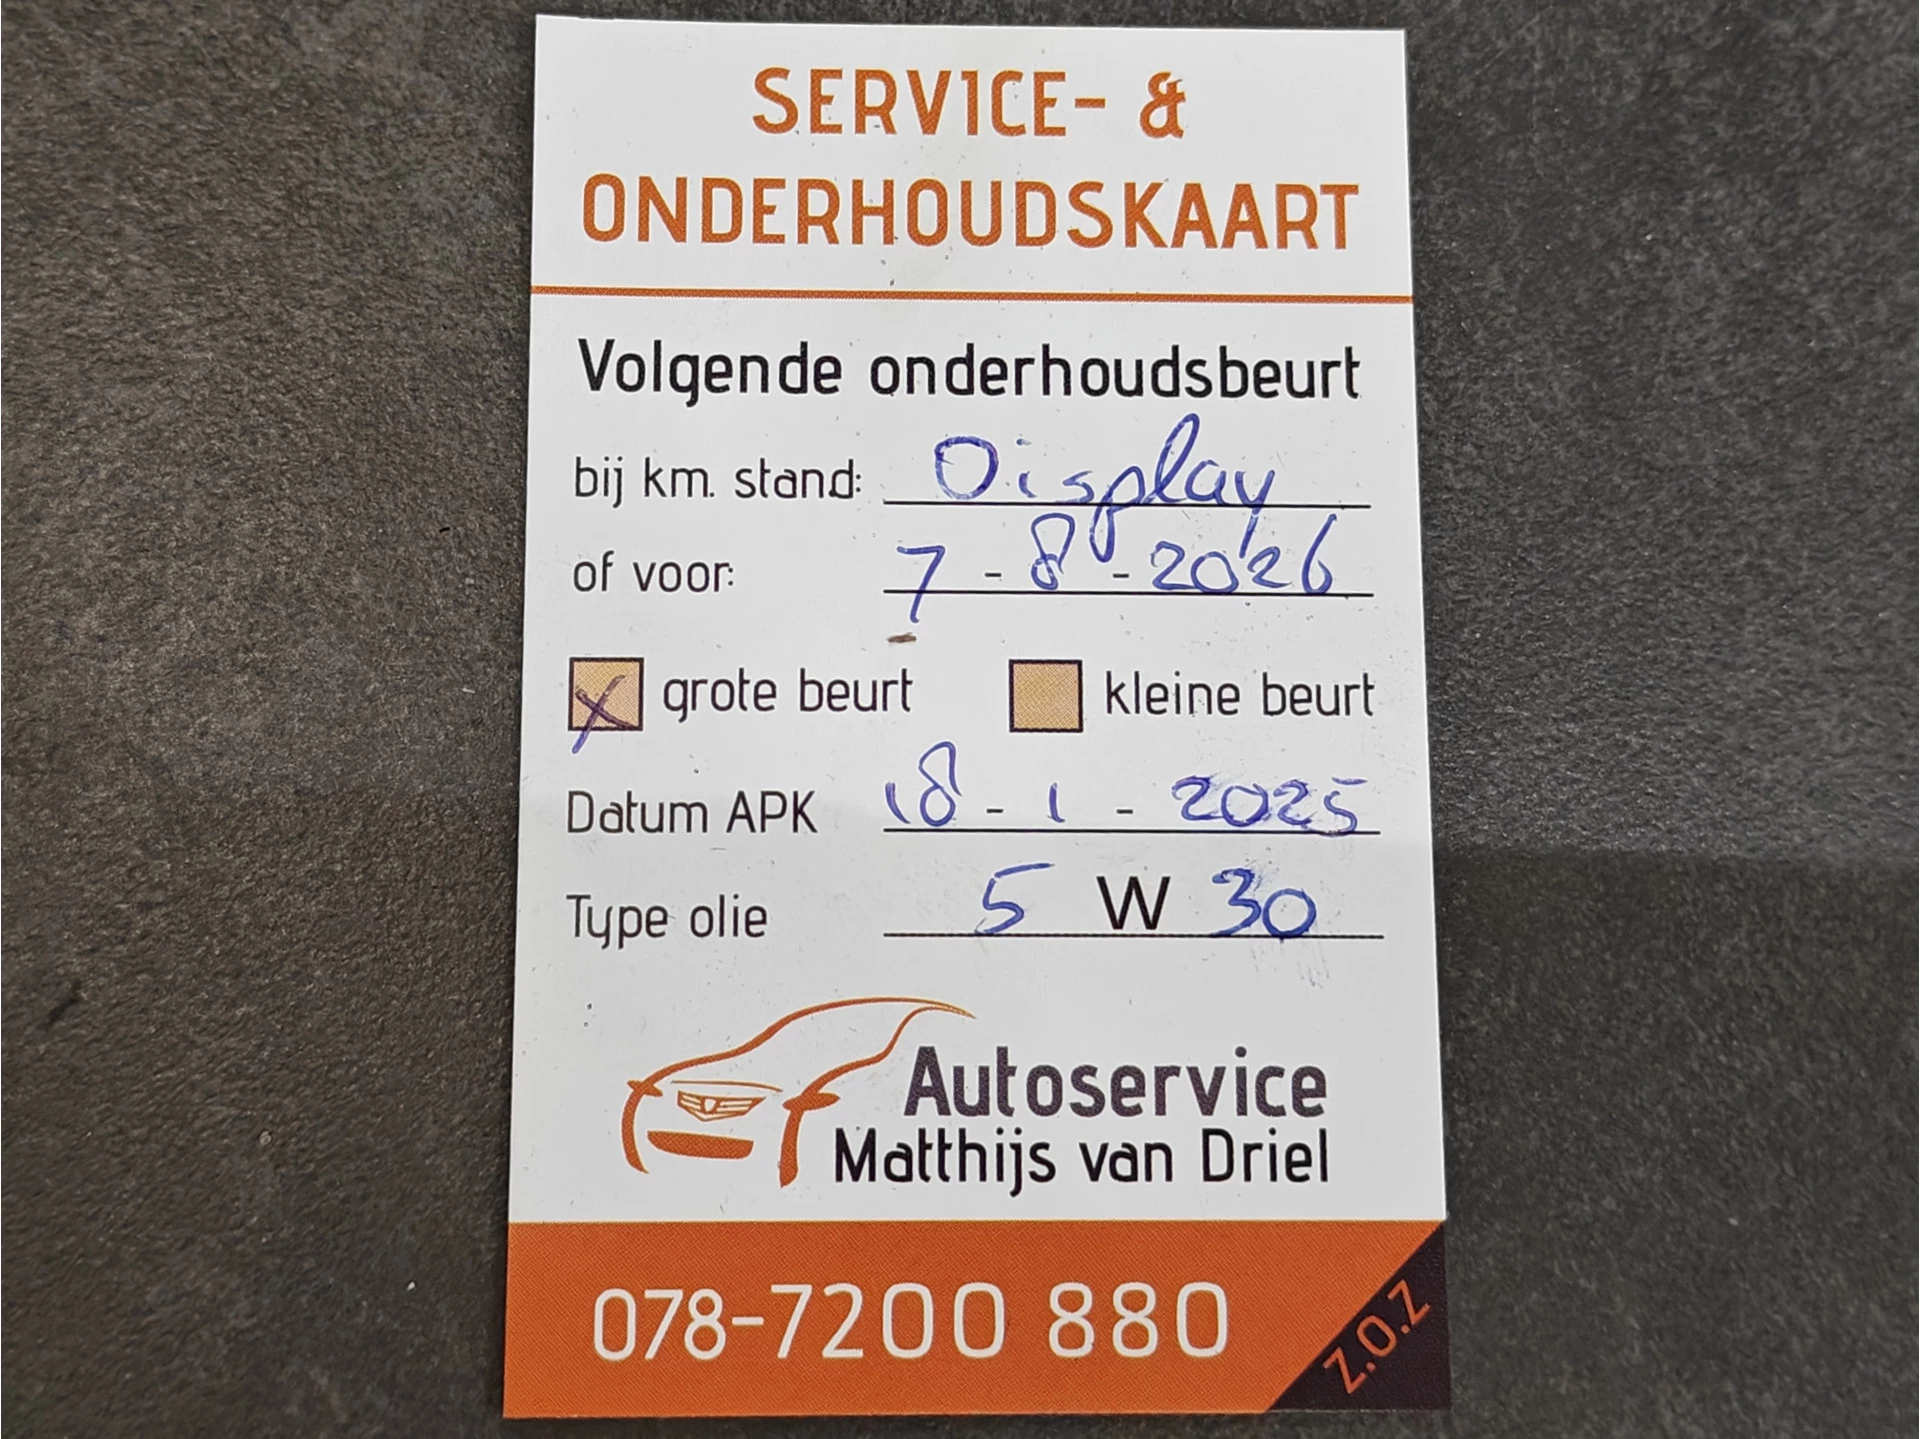 SERVICE- &
ONDERHOUDSKAART
Volgende onderhoudsbeurt
bij km. stand: Display
of voor: 7 - 8 - 2026
grote beurt kleine beurt
Datum APK 18 - 1 - 2025
Type olie 5 W 30
Autoservice
Matthijs van Driel
078-7200 880
Z.O.Z